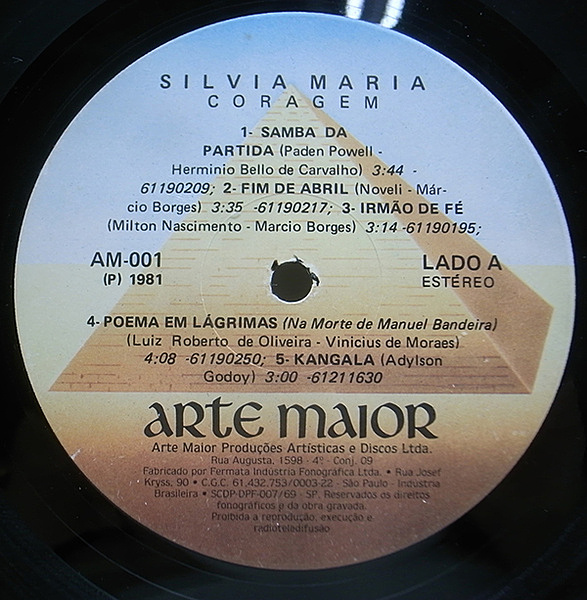 SILVIA MARIA
CORAGEM
1- SAMBA DA
PARTIDA (Paden Powell -
Herminio Bello de Carvalho) 3:44 -
61190209; 2- FIM DE ABRIL (Noveli - Már-
cio Borges) 3:35 -61190217; 3- IRMÃO DE FÉ
(Milton Nascimento - Marcio Borges) 3:14 -61190195;
AM-001
(P) 1981
LADO A
ESTÉREO
4- POEMA EM LÁGRIMAS (Na Morte de Manuel Bandeira)
(Luiz Roberto de Oliveira - Vinicius de Moraes)
4:08 -61190250; 5- KANGALA (Adylson
Godoy) 3:00 -61211630
ARTE MAIOR
Arte Maior Produções Artísticas e Discos Ltda.
Rua Augusta, 1598 - 4º - Conj. 09
Fabricado por Fermata Indústria Fonográfica Ltda. • Rua Josef
Kryss, 90 • C.G.C. 61.432.753/0003-22 - São Paulo - Indústria
Brasileira • SCDP-DPF-007/69 - SP. Reservados os direitos
fonográficos e da obra gravada.
Proibida a reprodução, execução e
radioteledifusão